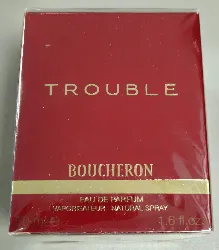 TROUBLE
BOUCHERON
EAU DE PARFUM
VAPORISATEUR NATURAL SPRAY
1.6 fl.oz